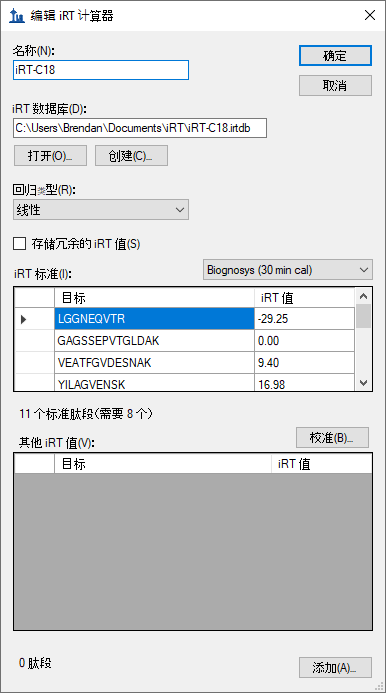 编辑 iRT 计算器
名称(N):
确定
iRT-C18
取消
iRT 数据库(D):
C:\Users\Brendan\Documents\iRT\iRT-C18.irtdb
打开(O)... 创建(C)...
回归类型(R):
线性
存储冗余的 iRT 值(S)
iRT 标准(I): Biognosys (30 min cal)
目标 iRT 值
LGGNEQVTR -29.25
GAGSSEPVTGLDAK 0.00
VEATFGVDESNAK 9.40
YILAGVENSK 16.98
11 个标准肽段(需要 8 个)
其他 iRT 值(V): 校准(B)...
目标 iRT 值
0 肽段 添加(A)...